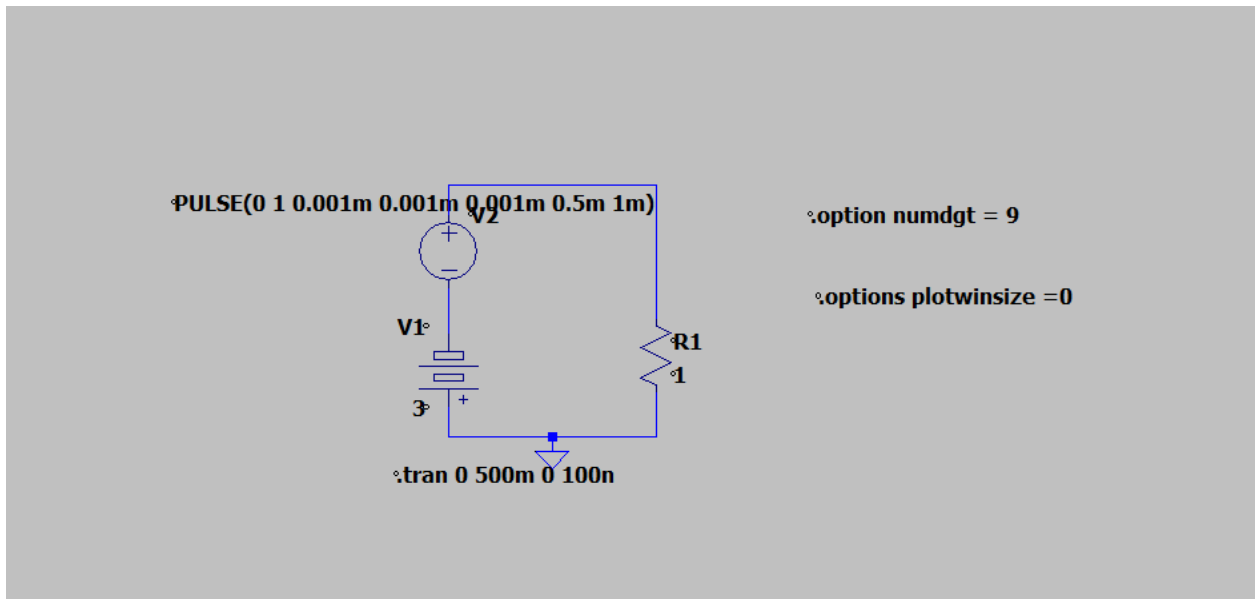 PULSE(0 1 0.001m 0.001m 0.001m 0.5m 1m)
V2
.option numdgt = 9
.options plotwinsize =0
V1
R1
1
3
.tran 0 500m 0 100n